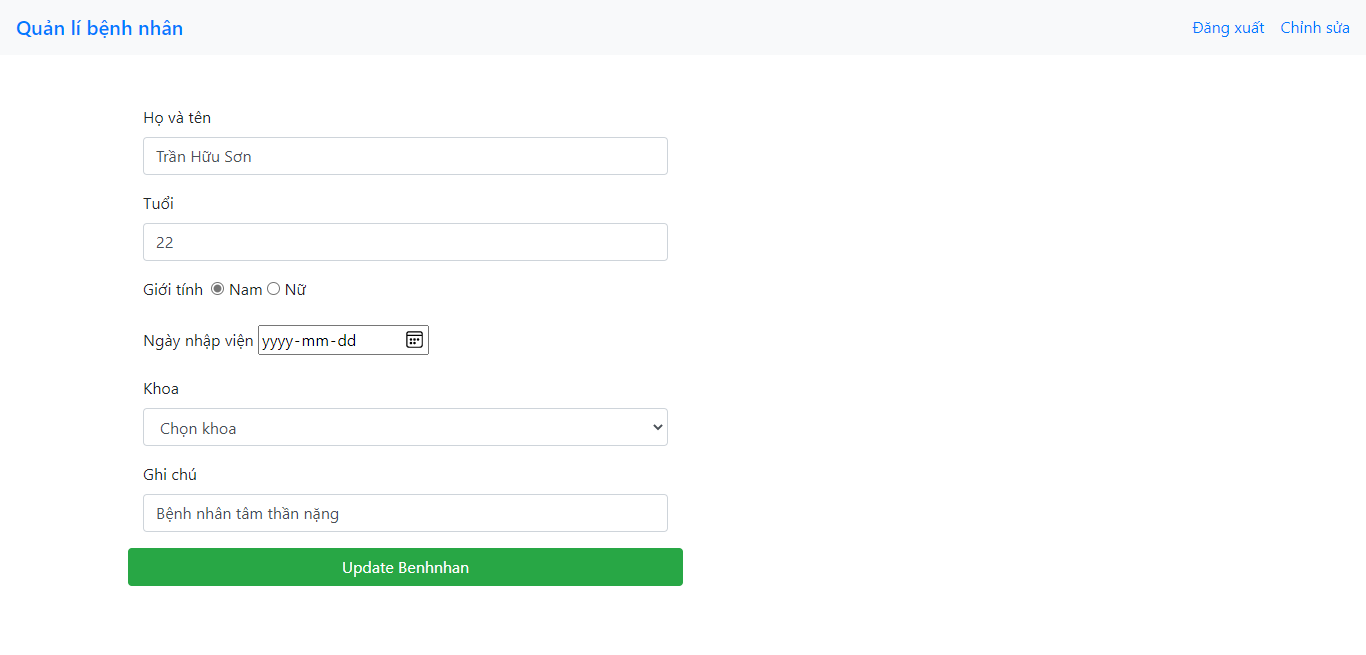 Quản lí bệnh nhân
Đăng xuất Chỉnh sửa
Họ và tên
Trần Hữu Sơn
Tuổi
22
Giới tính Nam Nữ
Ngày nhập viện yyyy-mm-dd
Khoa
Chọn khoa
Ghi chú
Bệnh nhân tâm thần nặng
Update Benhnhan